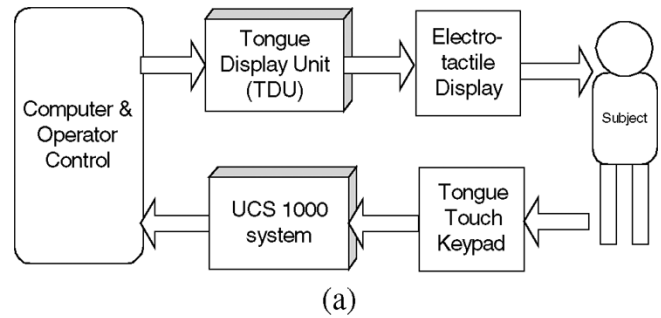 Computer &
Operator
Control
Tongue
Display Unit
(TDU)
Electro-
tactile
Display
Subject
UCS 1000
system
Tongue
Touch
Keypad
(a)